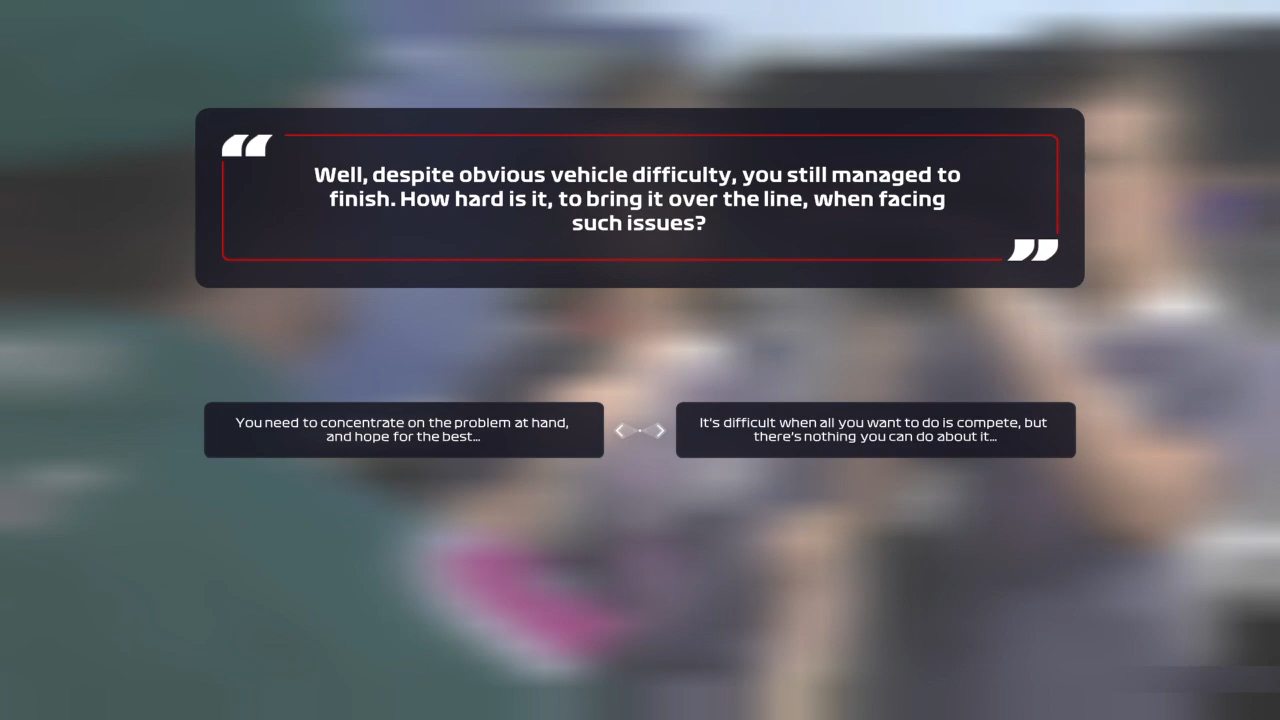 Well, despite obvious vehicle difficulty, you still managed to
finish. How hard is it, to bring it over the line, when facing
such issues?
You need to concentrate on the problem at hand,
and hope for the best...
It's difficult when all you want to do is compete, but
there's nothing you can do about it...